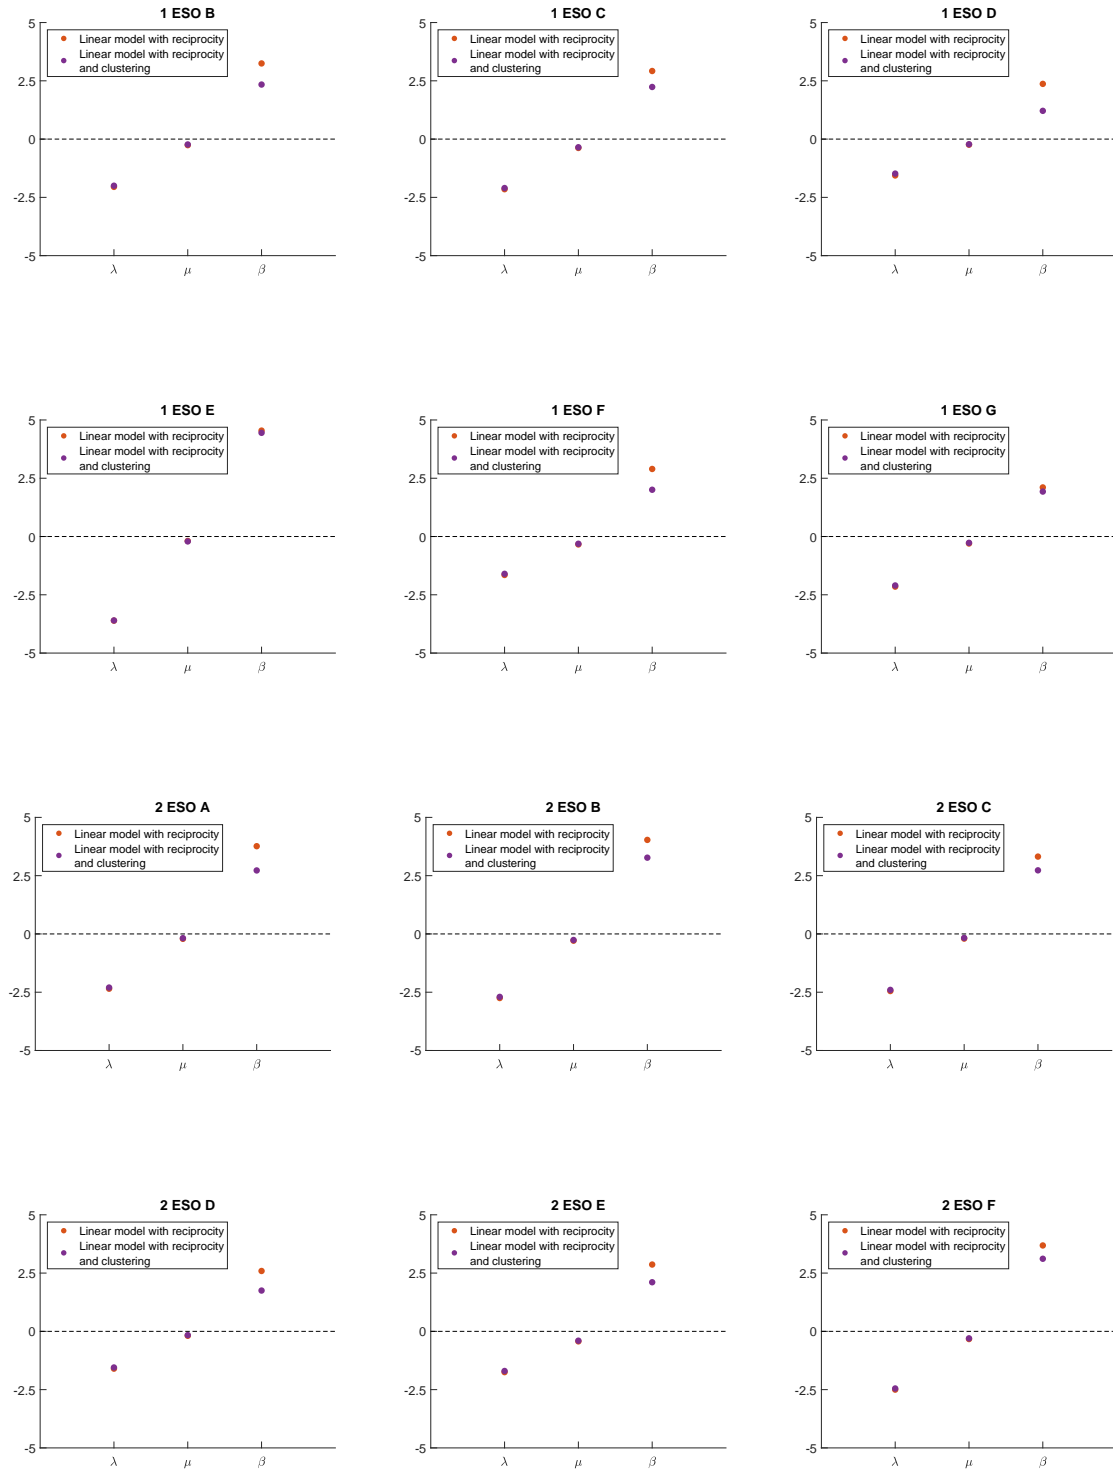 1 ESO B
5
2.5
0
-2.5
-5
Linear model with reciprocity
Linear model with reciprocity
and clustering
λ
μ
β
1 ESO C
5
2.5
0
-2.5
-5
Linear model with reciprocity
Linear model with reciprocity
and clustering
λ
μ
β
1 ESO D
5
2.5
0
-2.5
-5
Linear model with reciprocity
Linear model with reciprocity
and clustering
λ
μ
β
1 ESO E
5
2.5
0
-2.5
-5
Linear model with reciprocity
Linear model with reciprocity
and clustering
λ
μ
β
1 ESO F
5
2.5
0
-2.5
-5
Linear model with reciprocity
Linear model with reciprocity
and clustering
λ
μ
β
1 ESO G
5
2.5
0
-2.5
-5
Linear model with reciprocity
Linear model with reciprocity
and clustering
λ
μ
β
2 ESO A
5
2.5
0
-2.5
-5
Linear model with reciprocity
Linear model with reciprocity
and clustering
λ
μ
β
2 ESO B
5
2.5
0
-2.5
-5
Linear model with reciprocity
Linear model with reciprocity
and clustering
λ
μ
β
2 ESO C
5
2.5
0
-2.5
-5
Linear model with reciprocity
Linear model with reciprocity
and clustering
λ
μ
β
2 ESO D
5
2.5
0
-2.5
-5
Linear model with reciprocity
Linear model with reciprocity
and clustering
λ
μ
β
2 ESO E
5
2.5
0
-2.5
-5
Linear model with reciprocity
Linear model with reciprocity
and clustering
λ
μ
β
2 ESO F
5
2.5
0
-2.5
-5
Linear model with reciprocity
Linear model with reciprocity
and clustering
λ
μ
β